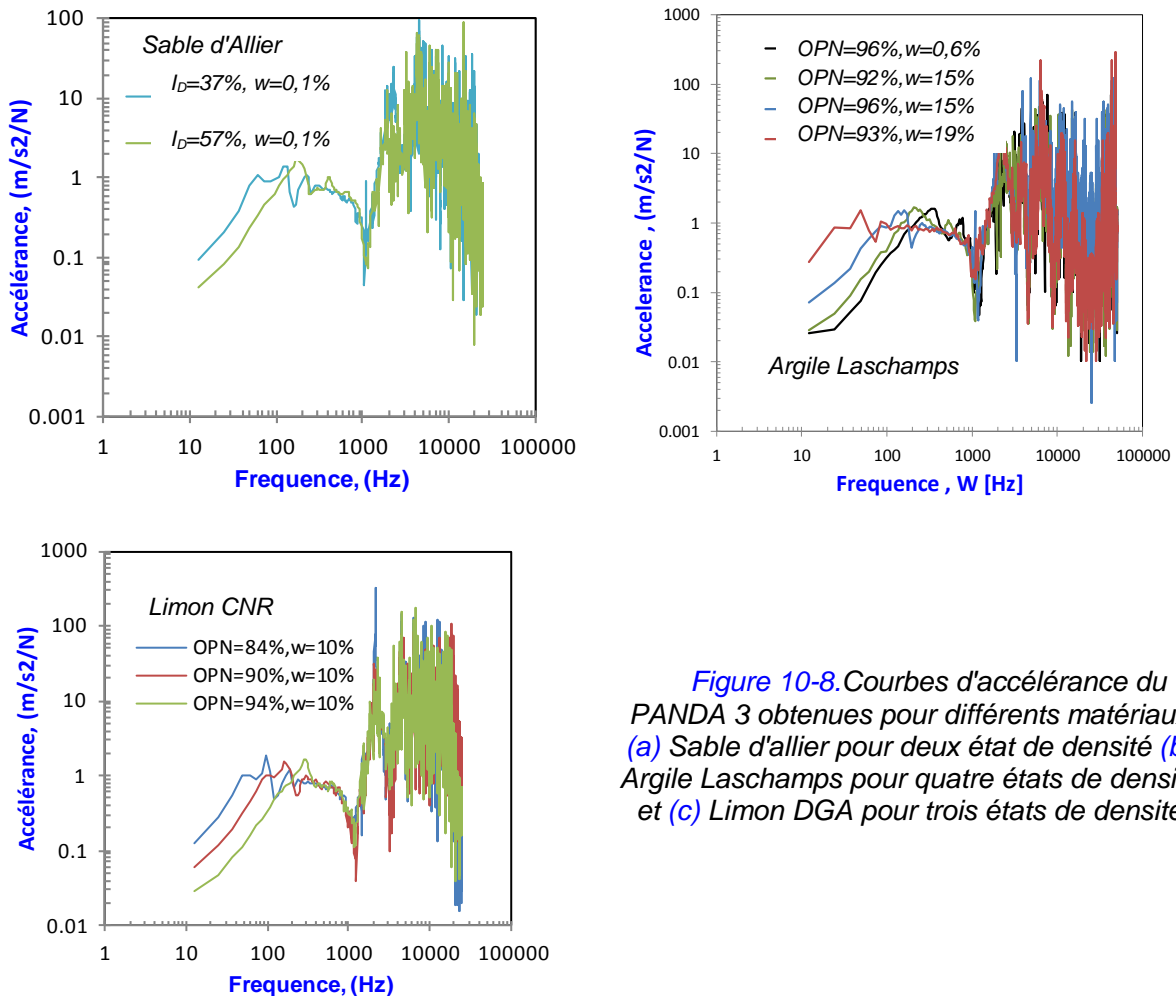 100
10
1
0.1
0.01
0.001
Accélérance, (m/s2/N)
Sable d'Allier
I_D=37%, w=0,1%
I_D=57%, w=0,1%
1 10 100 1000 10000 100000
Frequence, (Hz)
1000
100
10
1
0.1
0.01
0.001
Accelerance , (m/s2/N)
OPN=96%,w=0,6%
OPN=92%,w=15%
OPN=96%,w=15%
OPN=93%,w=19%
Argile Laschamps
1 10 100 1000 10000 100000
Frequence , W [Hz]
1000
100
10
1
0.1
0.01
Accélérance, (m/s2/N)
Limon CNR
OPN=84%,w=10%
OPN=90%,w=10%
OPN=94%,w=10%
1 10 100 1000 10000 100000
Frequence, (Hz)
Figure 10-8.Courbes d'accélérance du
PANDA 3 obtenues pour différents matériau
(a) Sable d'allier pour deux état de densité (b
Argile Laschamps pour quatre états de densi
et (c) Limon DGA pour trois états de densité